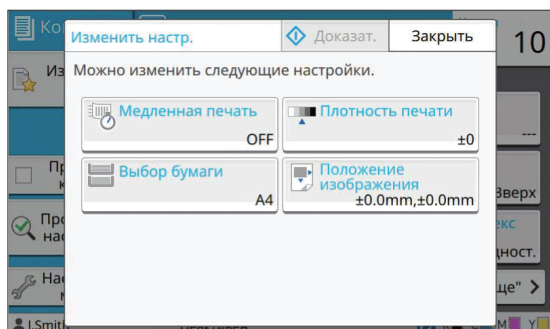 Изменить настр.
Доказат.
Закрыть
10
Можно изменить следующие настройки.
Медленная печать
OFF
Плотность печати
±0
---
Выбор бумаги
A4
Положение
изображения
±0.0mm,±0.0mm
Вверх
I.Smith
M
Y